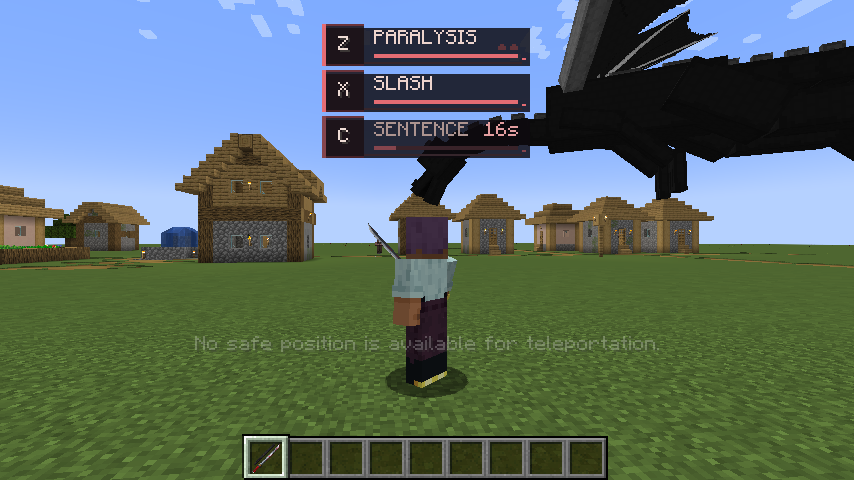 Z PARALYSIS
X SLASH
C SENTENCE 16s
No safe position is available for teleportation.